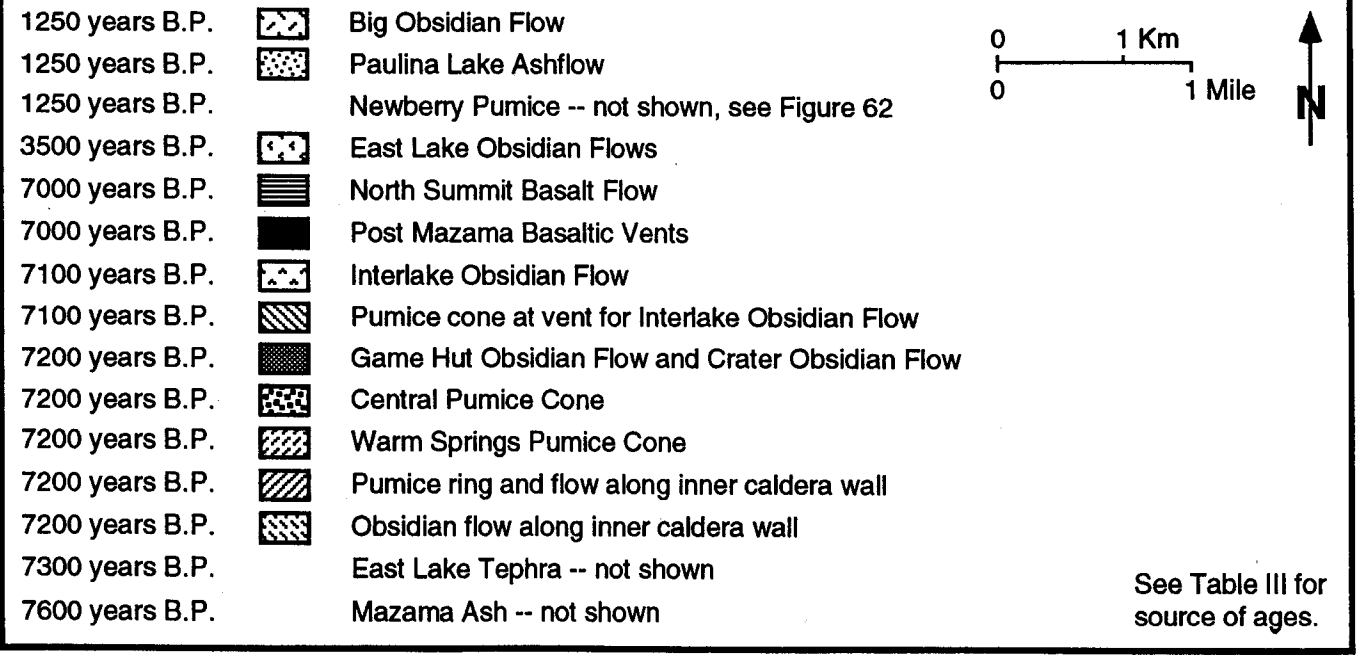 1250 years B.P. Big Obsidian Flow
1250 years B.P. Paulina Lake Ashflow
1250 years B.P. Newberry Pumice -- not shown, see Figure 62
3500 years B.P. East Lake Obsidian Flows
7000 years B.P. North Summit Basalt Flow
7000 years B.P. Post Mazama Basaltic Vents
7100 years B.P. Interlake Obsidian Flow
7100 years B.P. Pumice cone at vent for Interlake Obsidian Flow
7200 years B.P. Game Hut Obsidian Flow and Crater Obsidian Flow
7200 years B.P. Central Pumice Cone
7200 years B.P. Warm Springs Pumice Cone
7200 years B.P. Pumice ring and flow along inner caldera wall
7200 years B.P. Obsidian flow along inner caldera wall
7300 years B.P. East Lake Tephra -- not shown
7600 years B.P. Mazama Ash -- not shown
0 1 Km
0 1 Mile
N
See Table III for
source of ages.